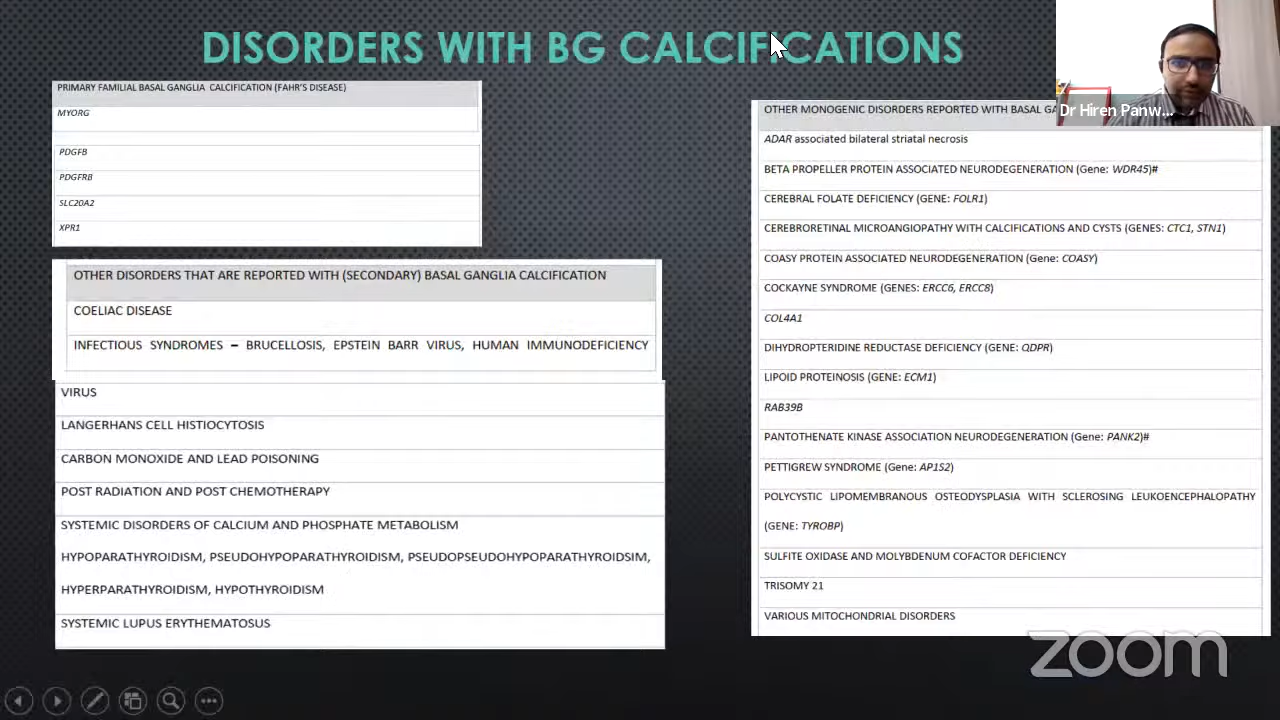 DISORDERS WITH BG CALCIFICATIONS
PRIMARY FAMILIAL BASAL GANGLIA CALCIFICATION (FAHR'S DISEASE)
MYORG
PDGFB
PDGFRB
SLC20A2
XPR1
OTHER DISORDERS THAT ARE REPORTED WITH (SECONDARY) BASAL GANGLIA CALCIFICATION
COELIAC DISEASE
INFECTIOUS SYNDROMES – BRUCELLOSIS, EPSTEIN BARR VIRUS, HUMAN IMMUNODEFICIENCY
VIRUS
LANGERHANS CELL HISTIOCYTOSIS
CARBON MONOXIDE AND LEAD POISONING
POST RADIATION AND POST CHEMOTHERAPY
SYSTEMIC DISORDERS OF CALCIUM AND PHOSPHATE METABOLISM
HYPOPARATHYROIDISM, PSEUDOHYPOPARATHYROIDISM, PSEUDOPSEUDOHYPOPARATHYROIDSIM,
HYPERPARATHYROIDISM, HYPOTHYROIDISM
SYSTEMIC LUPUS ERYTHEMATOSUS
Dr Hiren Panw...
OTHER MONOGENIC DISORDERS REPORTED WITH BASAL
ADAR associated bilateral striatal necrosis
BETA PROPELLER PROTEIN ASSOCIATED NEURODEGENERATION (Gene: WDR45)#
CEREBRAL FOLATE DEFICIENCY (GENE: FOLR1)
CEREBRORETINAL MICROANGIOPATHY WITH CALCIFICATIONS AND CYSTS (GENES: CTC1, STN1)
COASY PROTEIN ASSOCIATED NEURODEGENERATION (Gene: COASY)
COCKAYNE SYNDROME (GENES: ERCC6, ERCC8)
COL4A1
DIHYDROPTERIDINE REDUCTASE DEFICIENCY (GENE: QDPR)
LIPOID PROTEINOSIS (GENE: ECM1)
RAB39B
PANTOTHENATE KINASE ASSOCIATION NEURODEGENERATION (Gene: PANK2)#
PETTIGREW SYNDROME (Gene: AP1S2)
POLYCYSTIC LIPOMEMBRANOUS OSTEODYSPLASIA WITH SCLEROSING LEUKOENCEPHALOPATHY
(GENE: TYROBP)
SULFITE OXIDASE AND MOLYBDENUM COFACTOR DEFICIENCY
TRISOMY 21
VARIOUS MITOCHONDRIAL DISORDERS
zoom